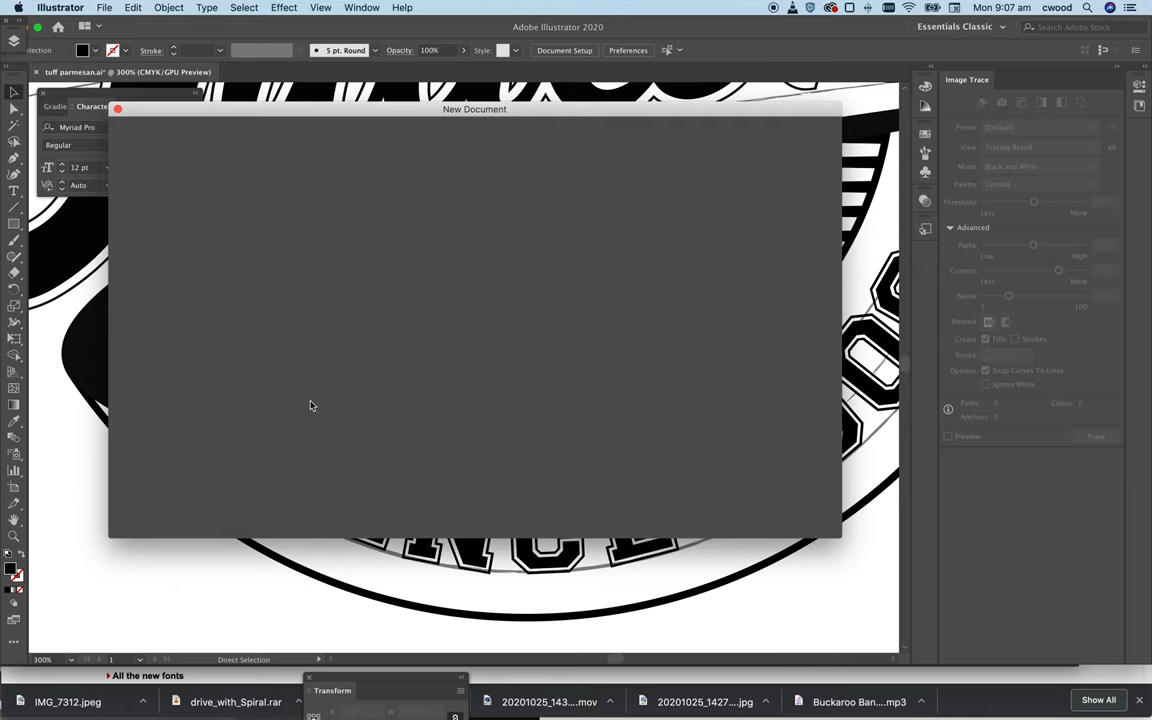 Illustrator File Edit Object Type Select Effect View Window Help
Mon 9:07 am cwood
Adobe Illustrator 2020
Essentials Classic
Search Adobe Stock
election
Stroke:
5 pt. Round
Opacity: 100%
Style:
Document Setup
Preferences
tuff parmesan.ai* @ 300% (CMYK/GPU Preview)
Gradie
Characte
New Document
Myriad Pro
Regular
12 pt
Auto
Image Trace
Preset: [Default]
View: Tracing Result
Mode: Black and White
Palette: Limited
Threshold:
Less More
Advanced
Paths:
Low High
Corners:
Less More
Noise:
1 100
Method:
Create: Fills Strokes
Stroke:
Options: Snap Curves To Lines
Ignore White
Paths: 0 Colors: 0
Anchors: 0
Preview
Trace
NCE
300%
1
Direct Selection
All the new fonts
Transform
X: W:
IMG_7312.jpeg
drive_with_Spiral.rar
20201025_143....mov
20201025_1427....jpg
Buckaroo Ban....mp3
Show All